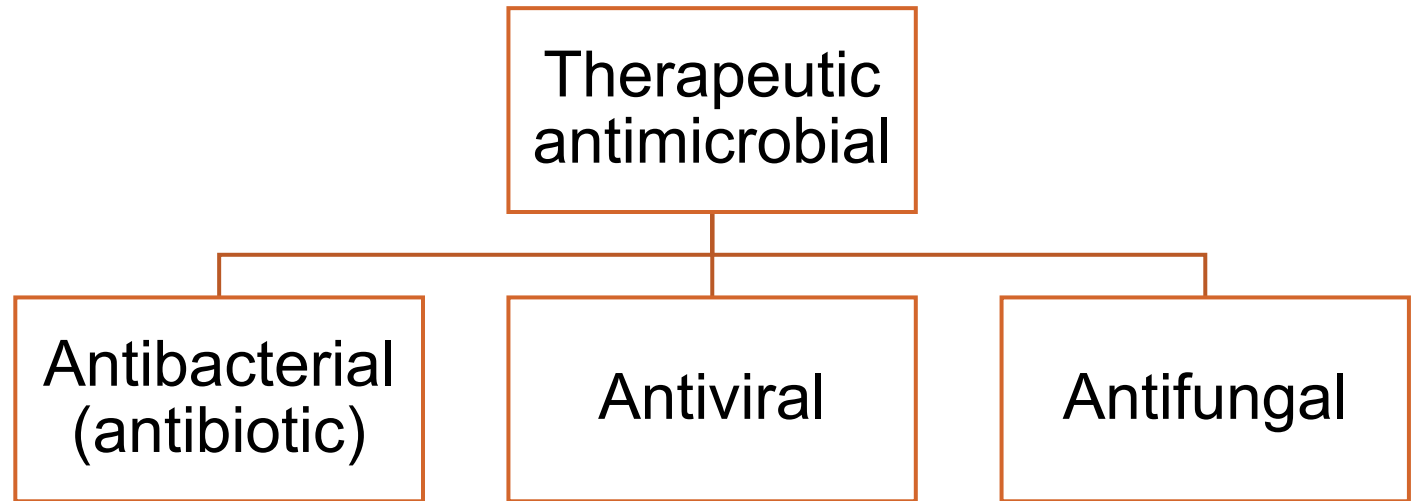 Therapeutic
antimicrobial
Antibacterial
(antibiotic)
Antiviral
Antifungal